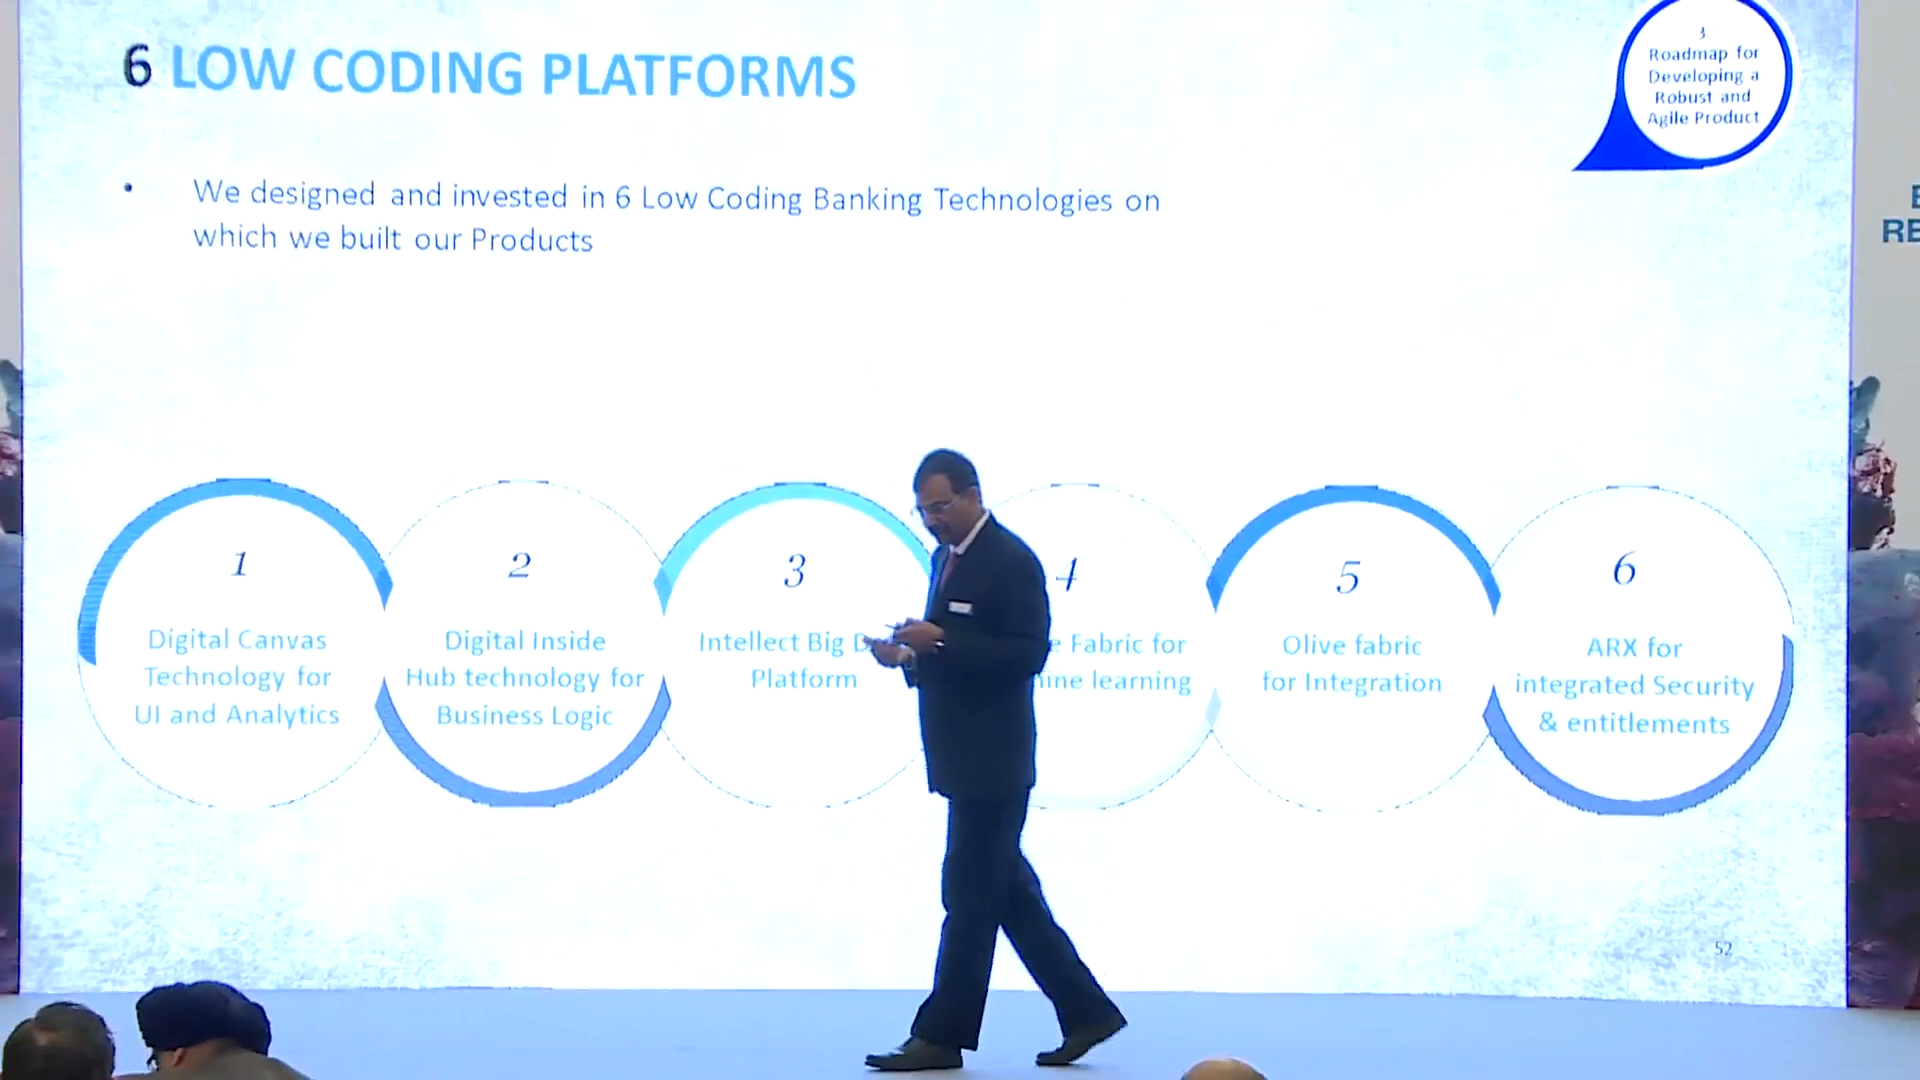 6 LOW CODING PLATFORMS
3.
Roadmap for
Developing a
Robust and
Agile Product
• We designed and invested in 6 Low Coding Banking Technologies on
which we built our Products
RE
1
Digital Canvas
Technology for
UI and Analytics
2
Digital Inside
Hub technology for
Business Logic
3
Intellect Big
Platform
4
Fabric for
learning
5
Olive fabric
for Integration
6
ARX for
integrated Security
& entitlements
52